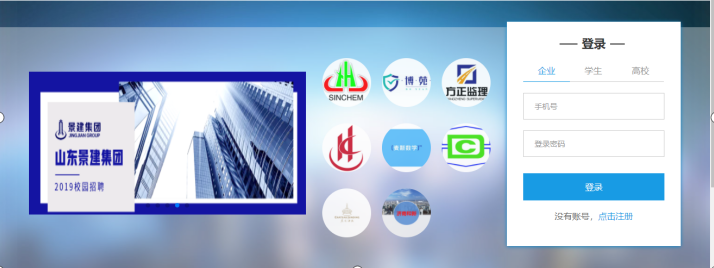 景建集团
JINGJIAN GROUP
山东景建集团
2019校园招聘
SINCHEM
博·苑
方正监理
登录
企业
学生
高校
手机号
登录密码
登录
没有账号，点击注册